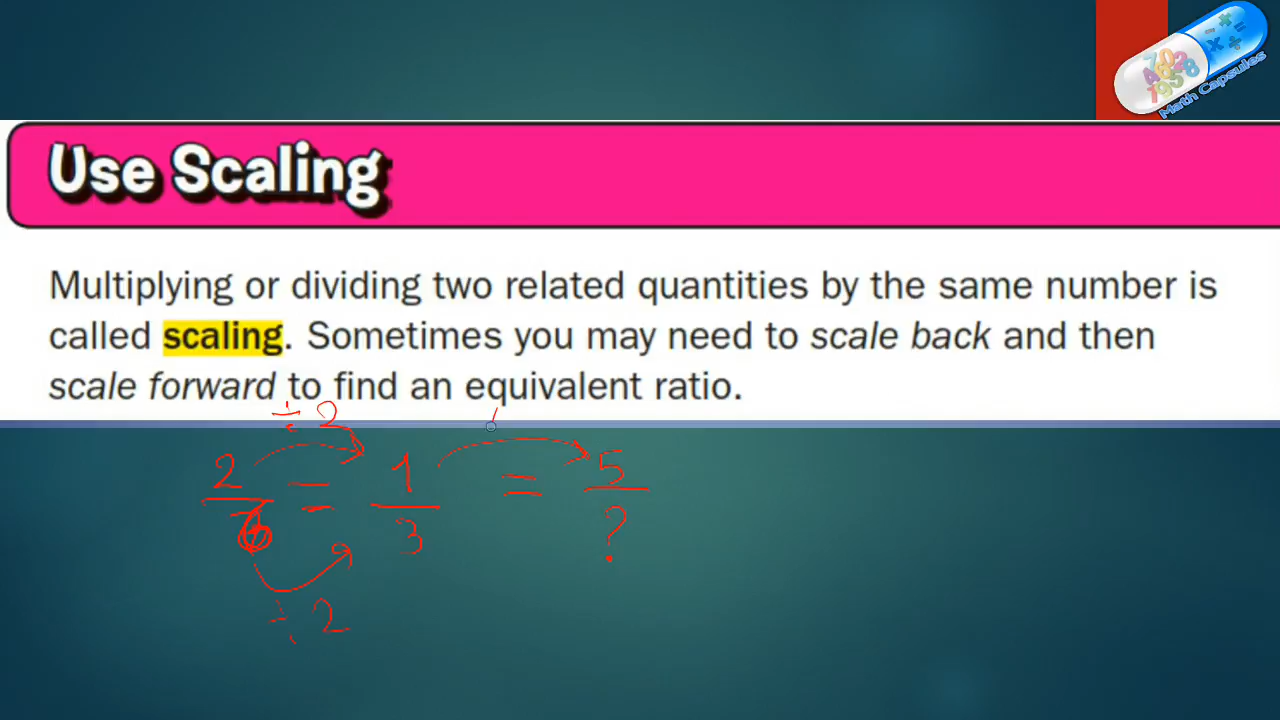 Math Capsules
Use Scaling
Multiplying or dividing two related quantities by the same number is
called scaling. Sometimes you may need to scale back and then
scale forward to find an equivalent ratio.
÷ 2
2/6 = 1/3 = 5/?
÷ 2